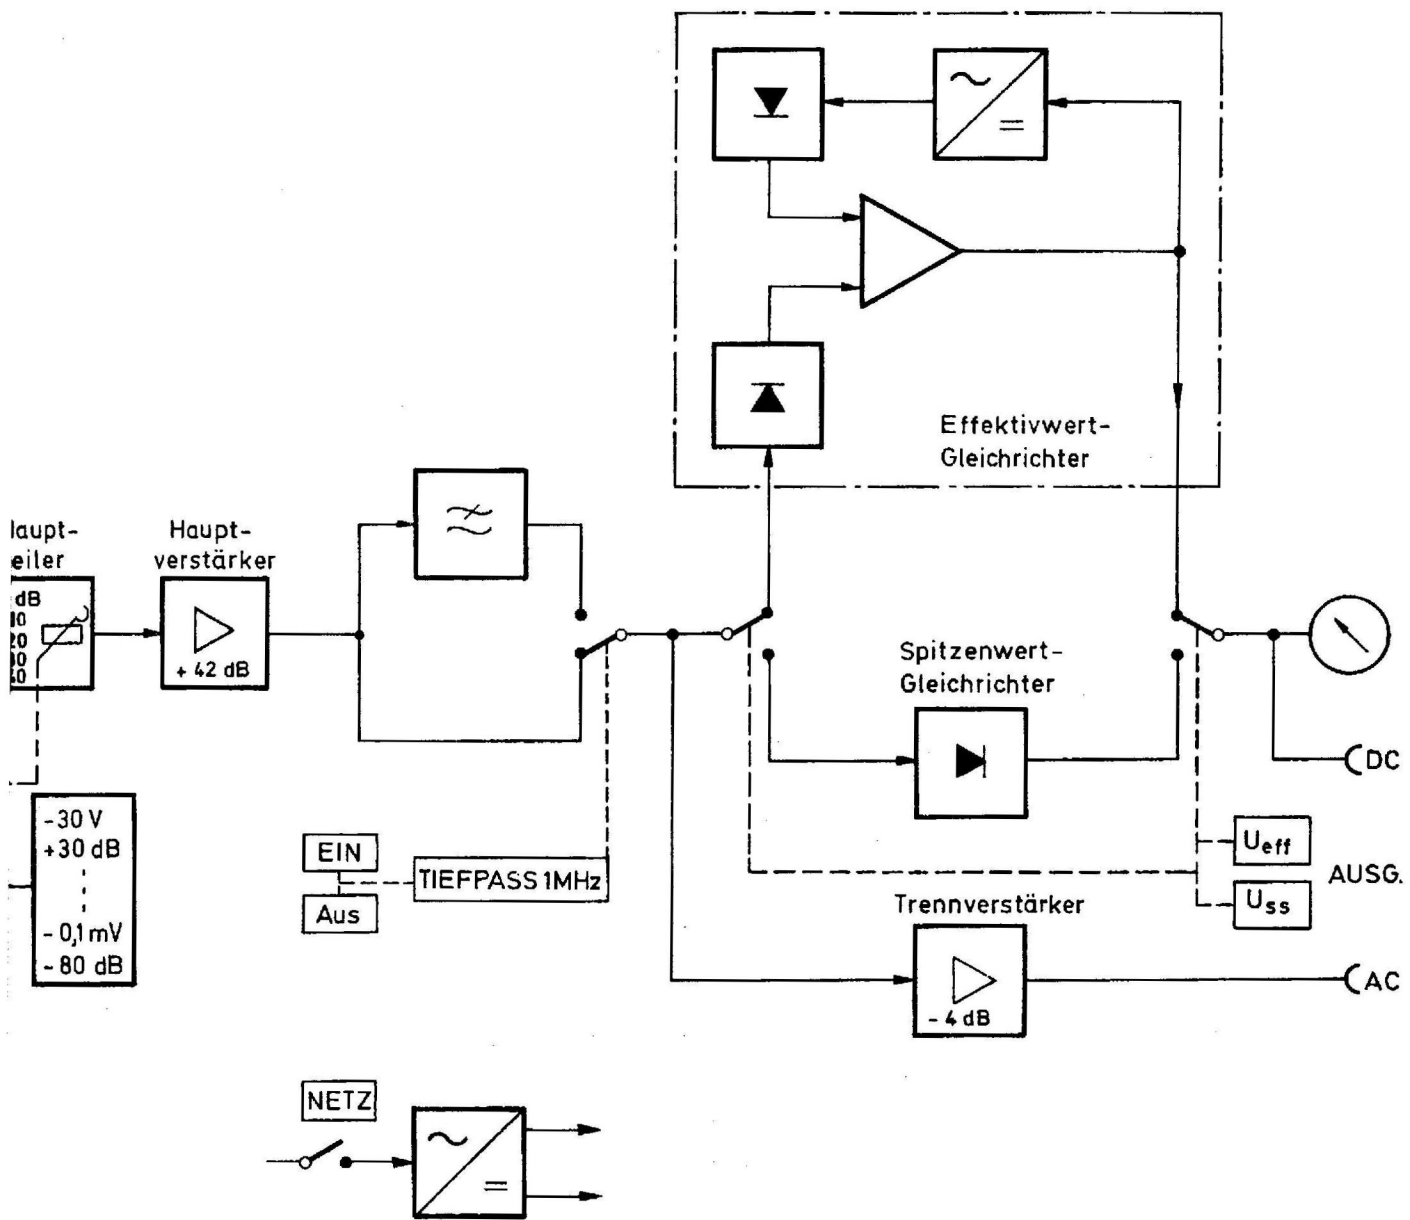 Effektivwert-
Gleichrichter
Haupt-
verstärker
+ 42 dB
dB
20
Spitzenwert-
Gleichrichter
DC
-30 V
+30 dB
- 0,1 mV
- 80 dB
EIN
Aus
TIEFPASS 1MHz
Ueff
Uss
AUSG.
Trennverstärker
- 4 dB
AC
NETZ